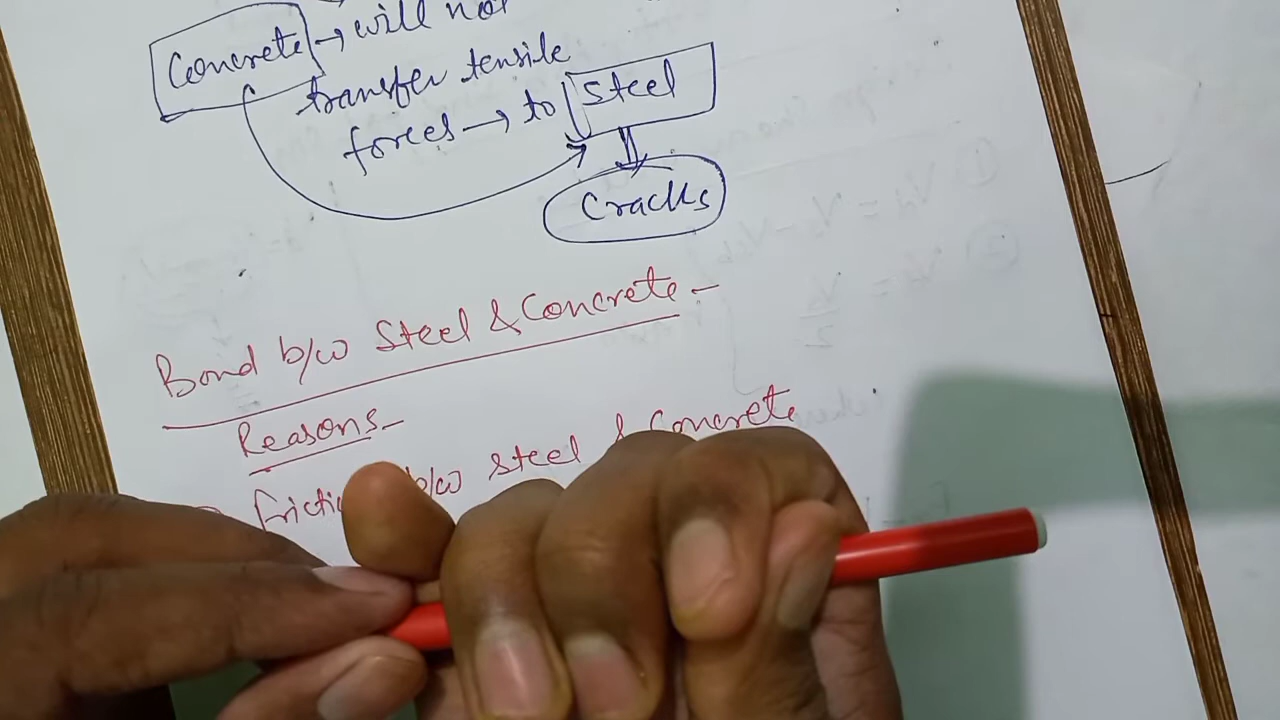 Concrete → will not
transfer tensile
forces → to Steel
Cracks
Bond b/w Steel & Concrete -
Reasons -
b/w steel & Concrete